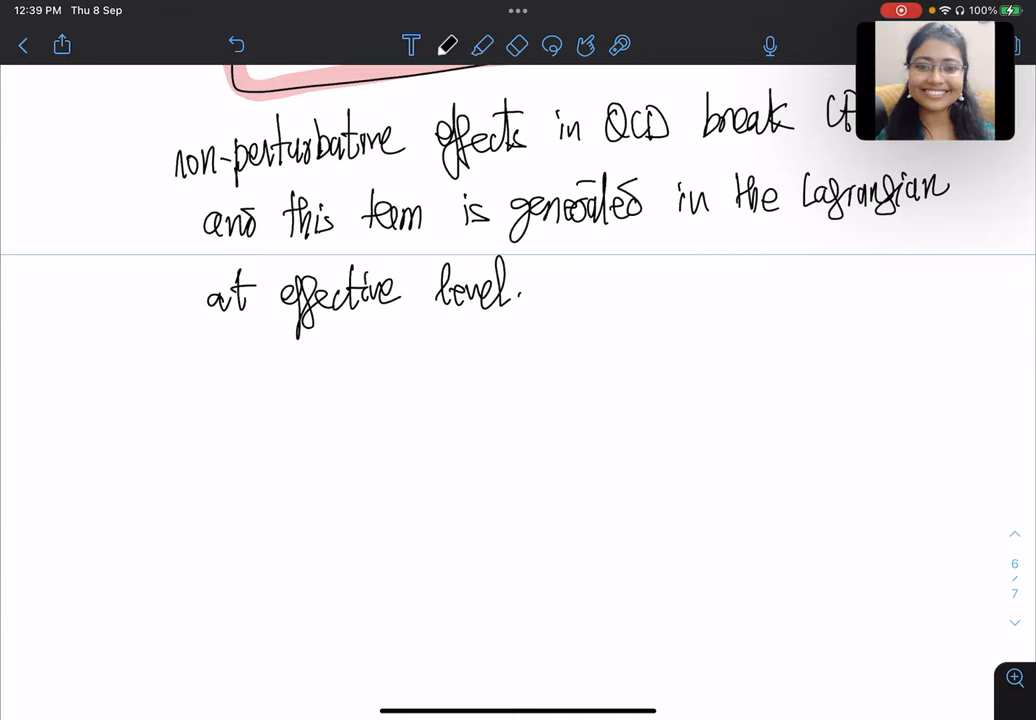 12:39 PM Thu 8 Sep
100%
non-perturbative effects in QCD break
and this term is generated in the Lagrangian
at effective level.
6
7